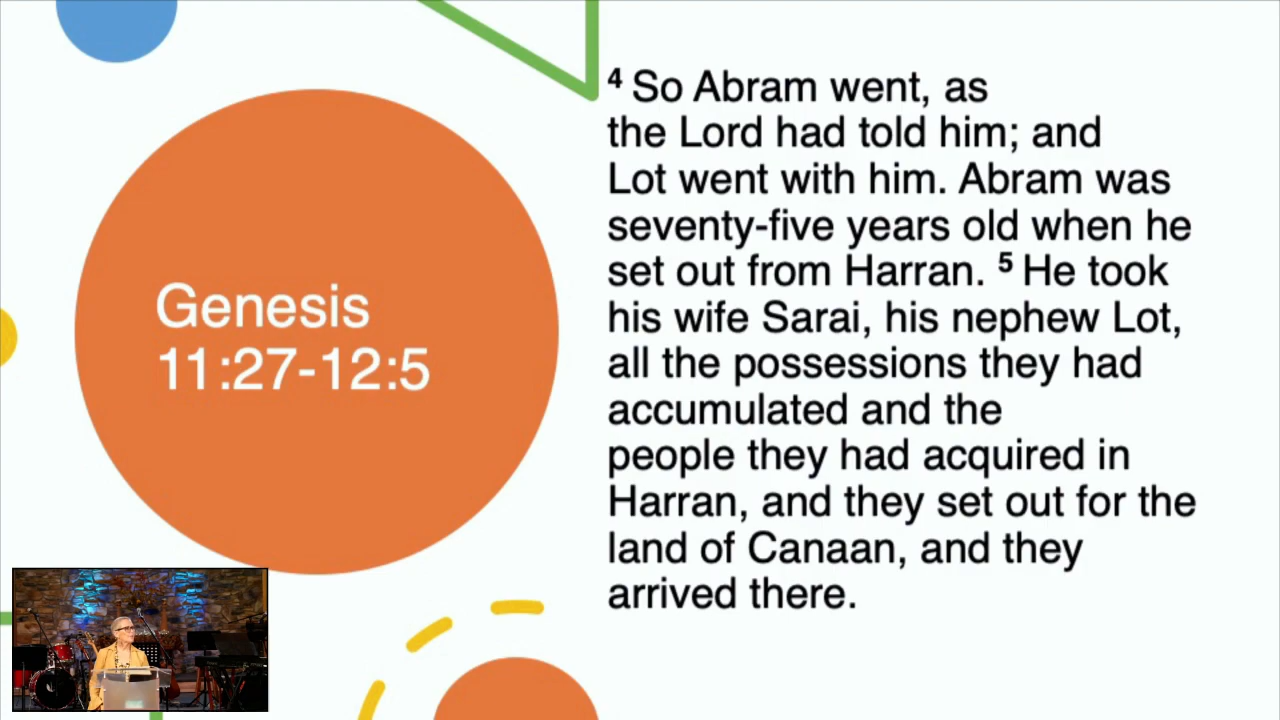 Genesis
11:27-12:5
⁴ So Abram went, as
the Lord had told him; and
Lot went with him. Abram was
seventy-five years old when he
set out from Harran. ⁵ He took
his wife Sarai, his nephew Lot,
all the possessions they had
accumulated and the
people they had acquired in
Harran, and they set out for the
land of Canaan, and they
arrived there.